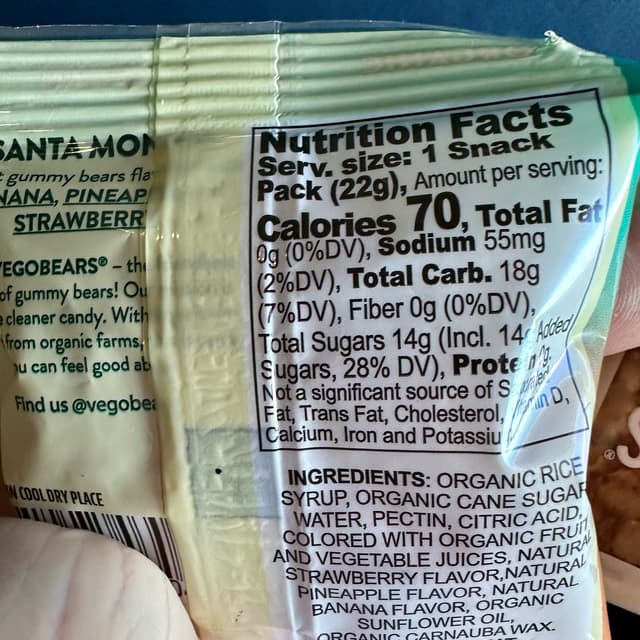 SANTA MON
gummy bears fla
NANA, PINEAP
STRAWBERR
VEGOBEARS® – the
of gummy bears! Ou
cleaner candy. With
from organic farms,
u can feel good ab
Find us @vegobea
N COOL DRY PLACE
Nutrition Facts
Serv. size: 1 Snack
Pack (22g), Amount per serving:
Calories 70, Total Fat
0g (0%DV), Sodium 55mg
(2%DV), Total Carb. 18g
(7%DV), Fiber 0g (0%DV),
Total Sugars 14g (Incl. 14g Added
Sugars, 28% DV), Protein 0g.
Not a significant source of Saturated
Fat, Trans Fat, Cholesterol, Vitamin D,
Calcium, Iron and Potassiu
INGREDIENTS: ORGANIC RICE
SYRUP, ORGANIC CANE SUGAR
WATER, PECTIN, CITRIC ACID,
COLORED WITH ORGANIC FRUIT
AND VEGETABLE JUICES, NATURAL
STRAWBERRY FLAVOR, NATURAL
PINEAPPLE FLAVOR, NATURAL
BANANA FLAVOR, ORGANIC
SUNFLOWER OIL,
ORGANIC CARNAUBA WAX.